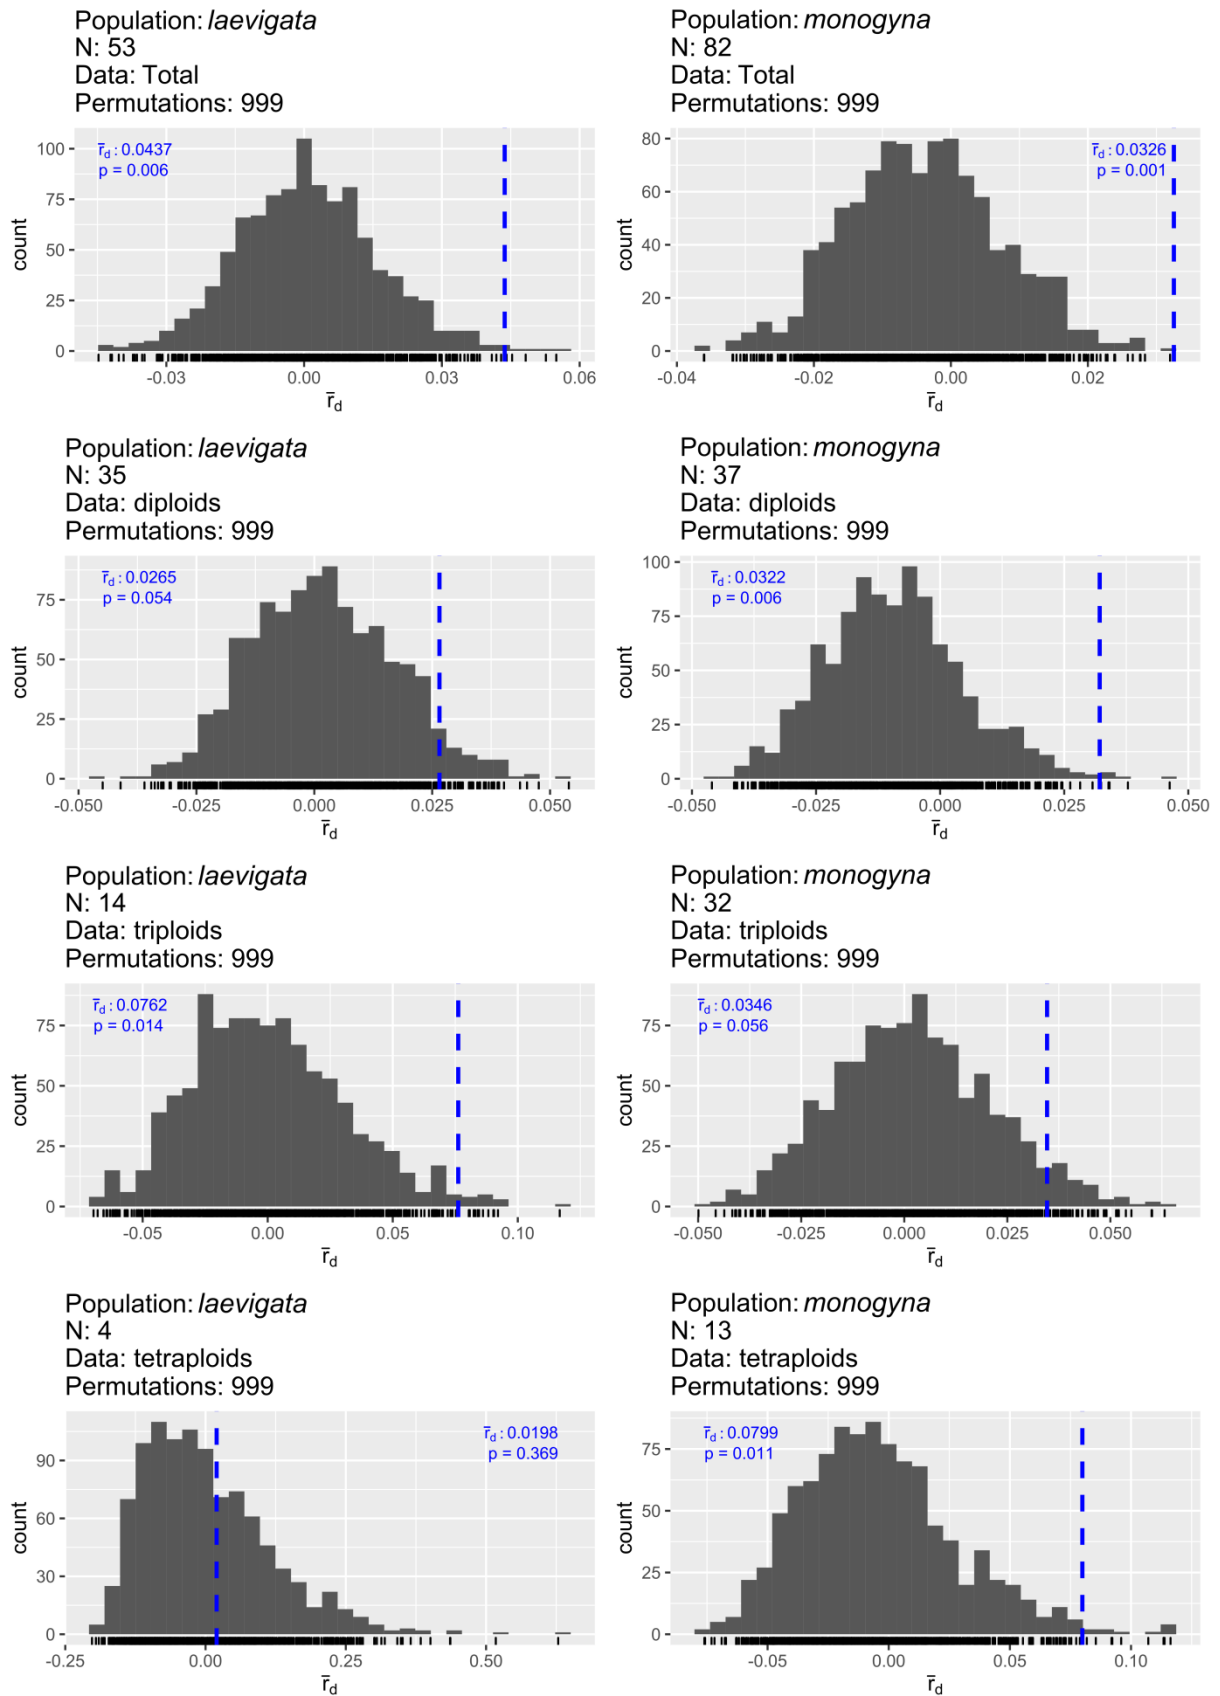 Population: laevigata
N: 53
Data: Total
Permutations: 999
r̄d : 0.0437
p = 0.006
100
75
50
25
0
count
-0.03 0.00 0.03 0.06
r̄d
Population: monogyna
N: 82
Data: Total
Permutations: 999
r̄d : 0.0326
p = 0.001
80
60
40
20
0
count
-0.04 -0.02 0.00 0.02
r̄d
Population: laevigata
N: 35
Data: diploids
Permutations: 999
r̄d : 0.0265
p = 0.054
75
50
25
0
count
-0.050 -0.025 0.000 0.025 0.050
r̄d
Population: monogyna
N: 37
Data: diploids
Permutations: 999
r̄d : 0.0322
p = 0.006
100
75
50
25
0
count
-0.050 -0.025 0.000 0.025 0.050
r̄d
Population: laevigata
N: 14
Data: triploids
Permutations: 999
r̄d : 0.0762
p = 0.014
75
50
25
0
count
-0.05 0.00 0.05 0.10
r̄d
Population: monogyna
N: 32
Data: triploids
Permutations: 999
r̄d : 0.0346
p = 0.056
75
50
25
0
count
-0.050 -0.025 0.000 0.025 0.050
r̄d
Population: laevigata
N: 4
Data: tetraploids
Permutations: 999
r̄d : 0.0198
p = 0.369
90
60
30
0
count
-0.25 0.00 0.25 0.50
r̄d
Population: monogyna
N: 13
Data: tetraploids
Permutations: 999
r̄d : 0.0799
p = 0.011
75
50
25
0
count
-0.05 0.00 0.05 0.10
r̄d